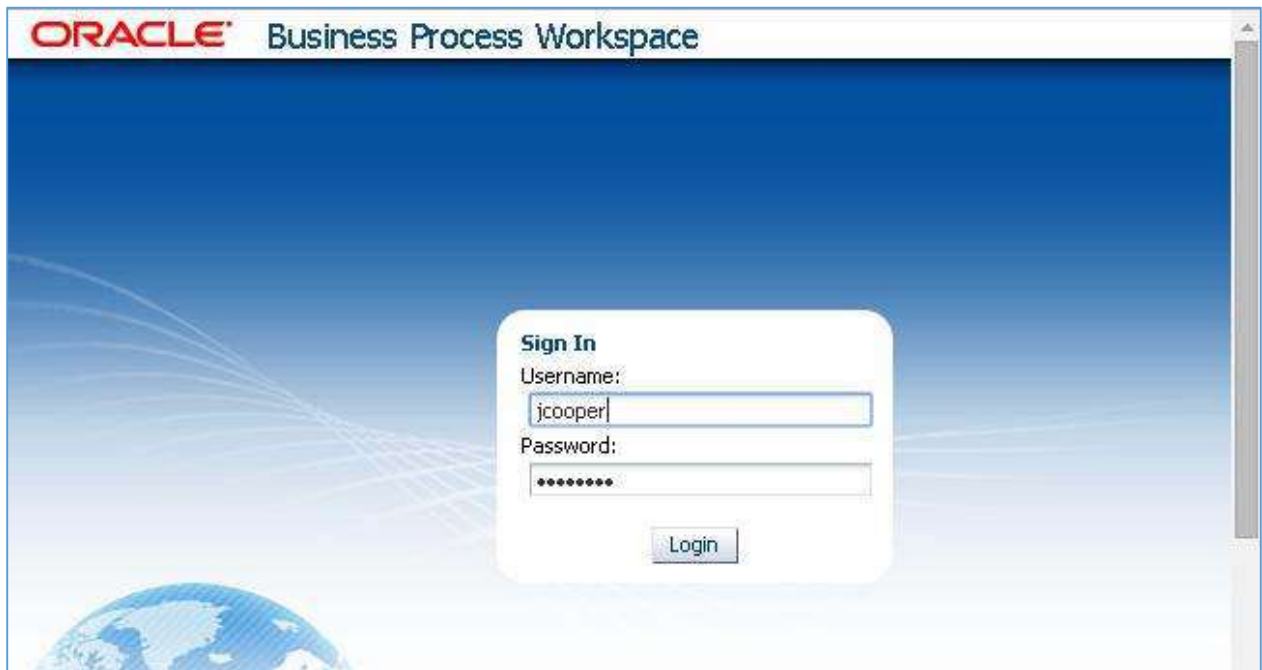 ORACLE Business Process Workspace
Sign In
Username:
jcooper
Password:
••••••••
Login